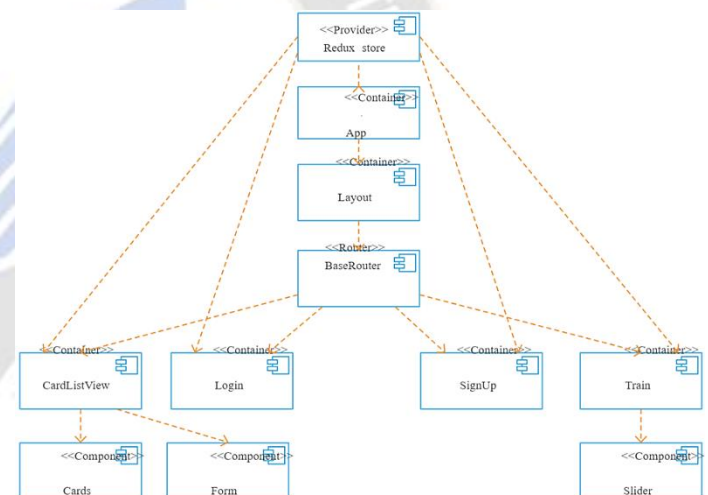 <<Provider>>
Redux store
<<Container>>
App
<<Container>>
Layout
<<Router>>
BaseRouter
<<Container>> <<Container>> <<Container>> <<Container>>
CardListView Login SignUp Train
<<Component>> <<Component>> <<Component>>
Cards Form Slider